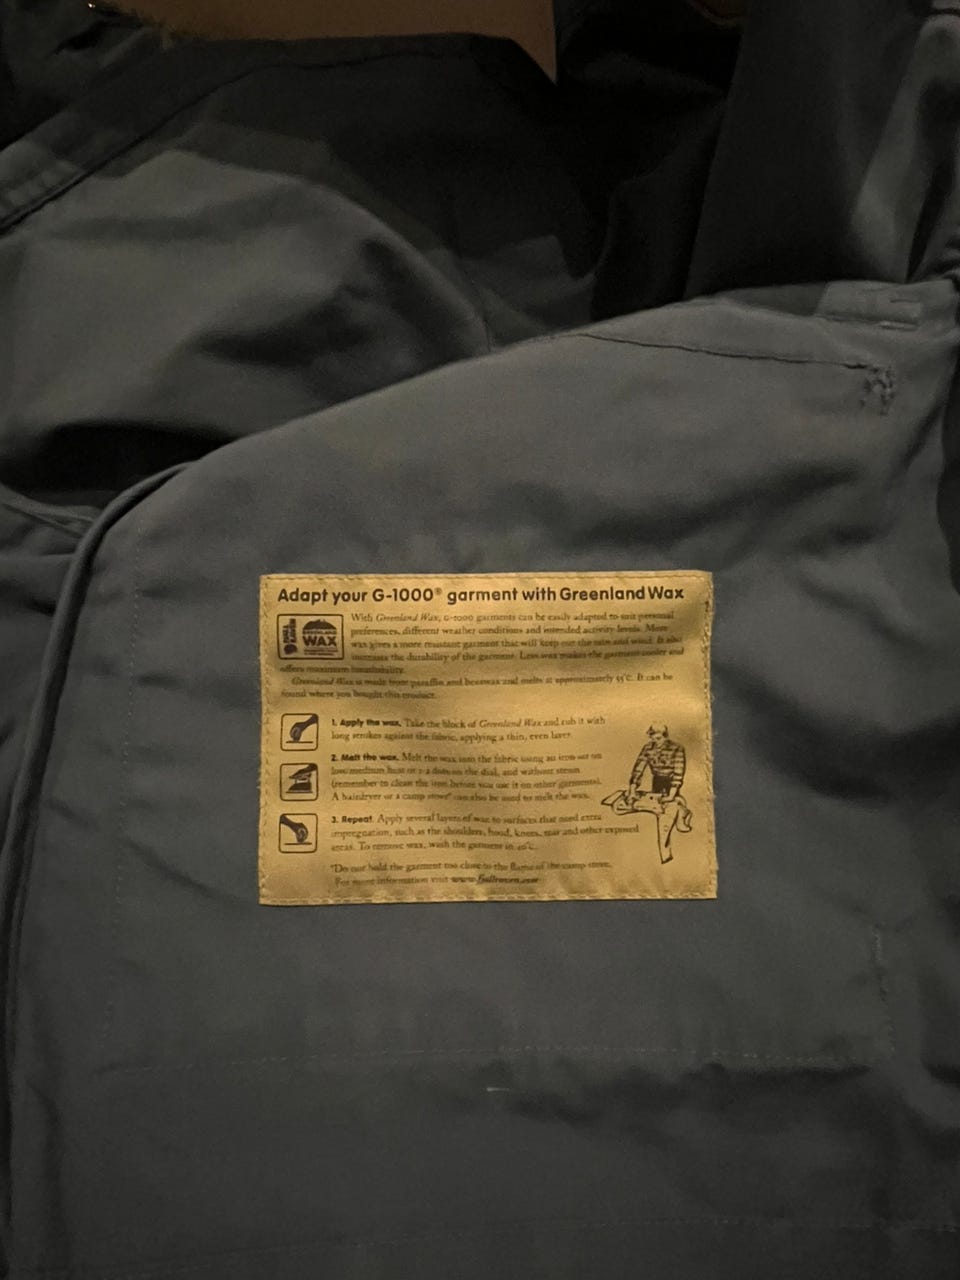 Adapt your G-1000® garment with Greenland Wax
FJÄLL RÄVEN
GREENLAND
WAX
With Greenland Wax, G-1000 garments can be easily adapted to suit personal
preferences, different weather conditions and intended activity levels. More
wax gives a more resistant garment that will keep out the rain and wind. It also
increases the durability of the garment. Less wax makes the garment cooler and
offers maximum breathability.
Greenland Wax is made from paraffin and beeswax and melts at approximately 55°C. It can be
found where you bought this product.
1. Apply the wax. Take the block of Greenland Wax and rub it with
long strokes against the fabric, applying a thin, even layer.
2. Melt the wax. Melt the wax into the fabric using an iron set on
low/medium heat or 1-2 dots on the dial, and without steam
(remember to clean the iron before you use it on other garments).
A hairdryer or a camp stove* can also be used to melt the wax.
3. Repeat. Apply several layers of wax to surfaces that need extra
impregnation, such as the shoulders, hood, knees, rear and other exposed
areas. To remove wax, wash the garment in 40°C.
*Do not hold the garment too close to the flame of the camp stove.
For more information visit www.fjallraven.com